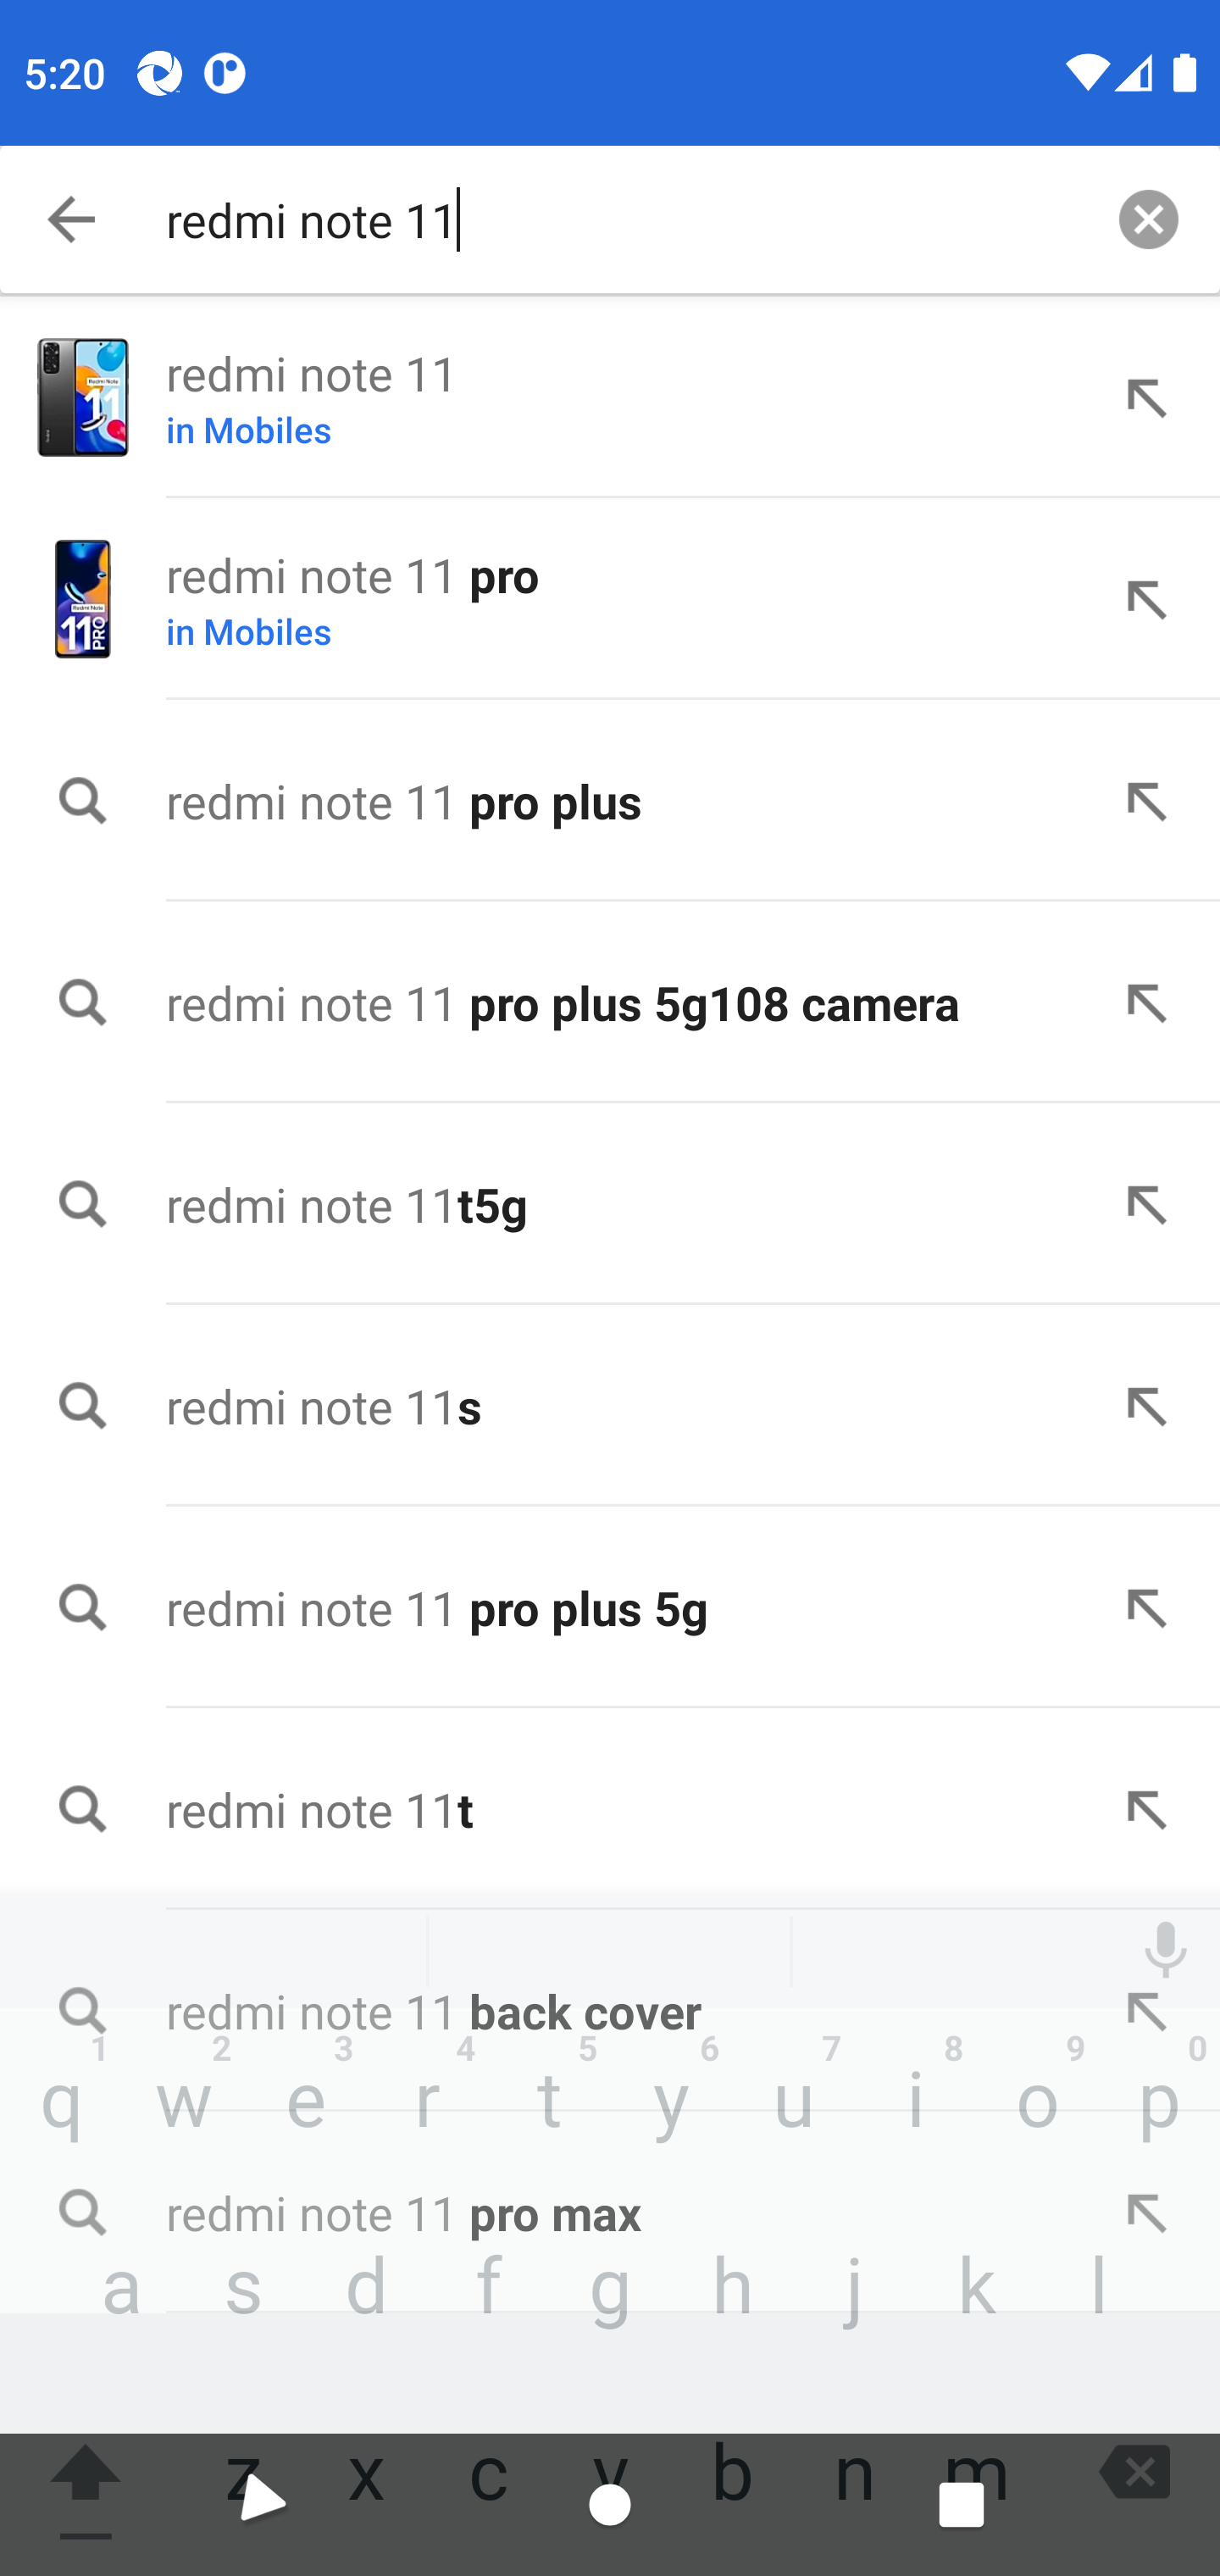 5:20
redmi note 11
redmi note 11
in Mobiles
redmi note 11 pro
in Mobiles
redmi note 11 pro plus
redmi note 11 pro plus 5g108 camera
redmi note 11t5g
redmi note 11s
redmi note 11 pro plus 5g
redmi note 11t
redmi note 11 back cover
1 2 3 4 5 6 7 8 9 0
q w e r t y u i o p
redmi note 11 pro max
a s d f g h j k l
z x c v b n m